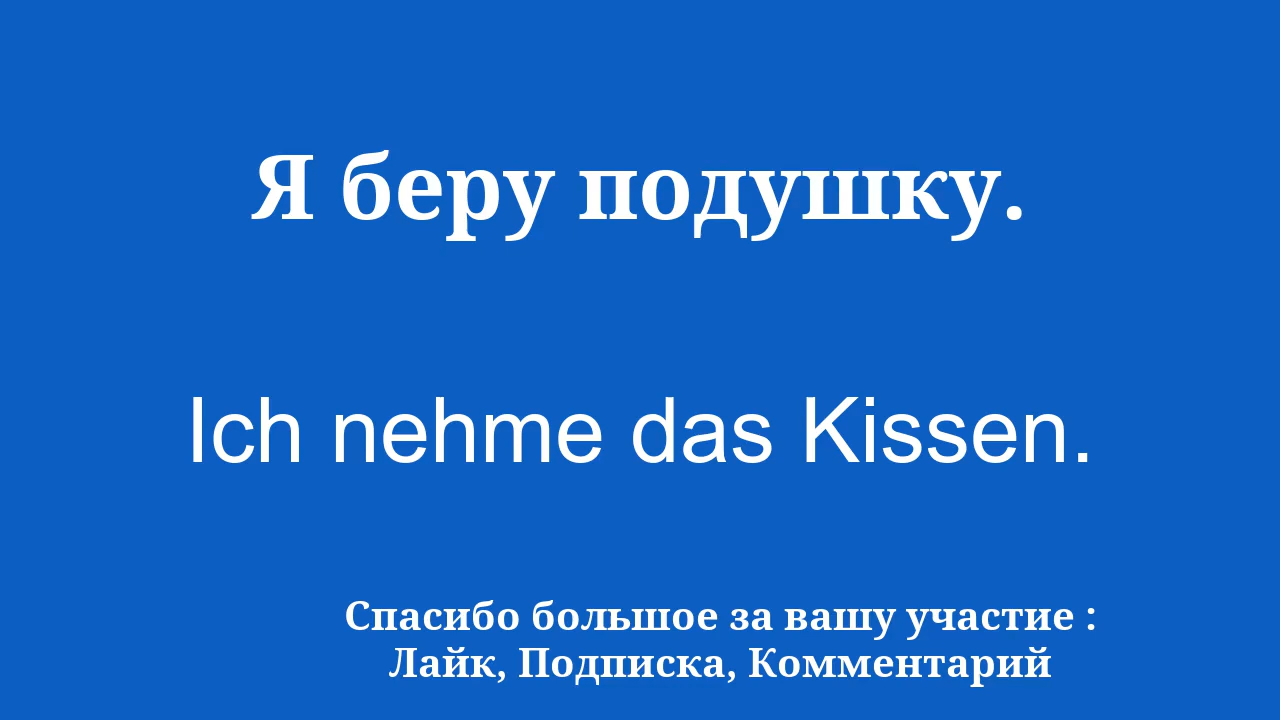 Я беру подушку.
Ich nehme das Kissen.
Спасибо большое за вашу участие :
Лайк, Подписка, Комментарий